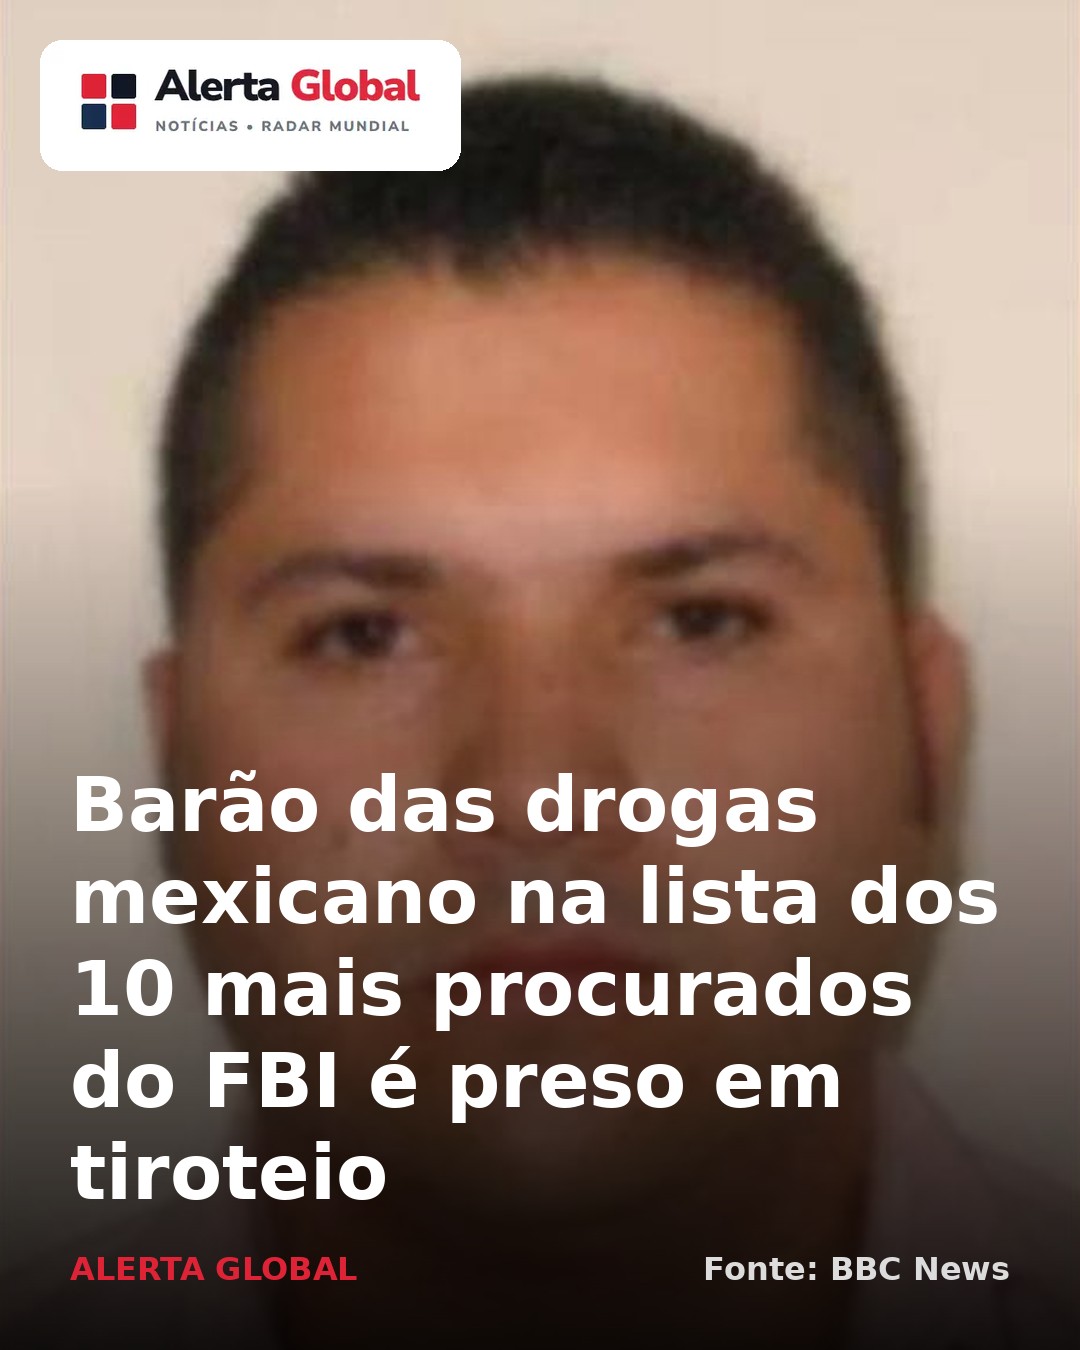 Alerta Global
NOTÍCIAS • RADAR MUNDIAL
Barão das drogas
mexicano na lista dos
10 mais procurados
do FBI é preso em
tiroteio
ALERTA GLOBAL
Fonte: BBC News